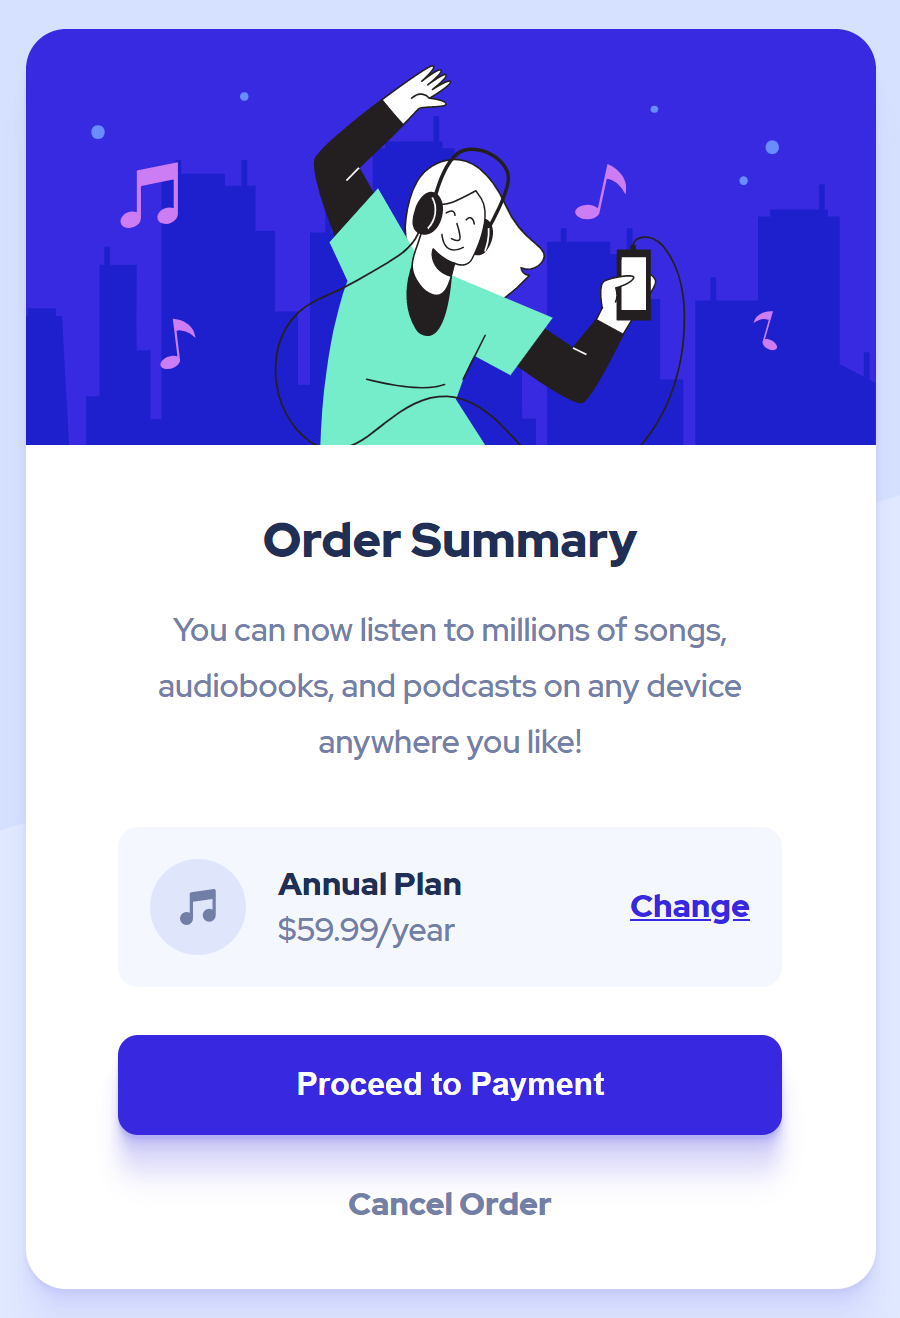 Order Summary
You can now listen to millions of songs,
audiobooks, and podcasts on any device
anywhere you like!
Annual Plan
$59.99/year
Change
Proceed to Payment
Cancel Order